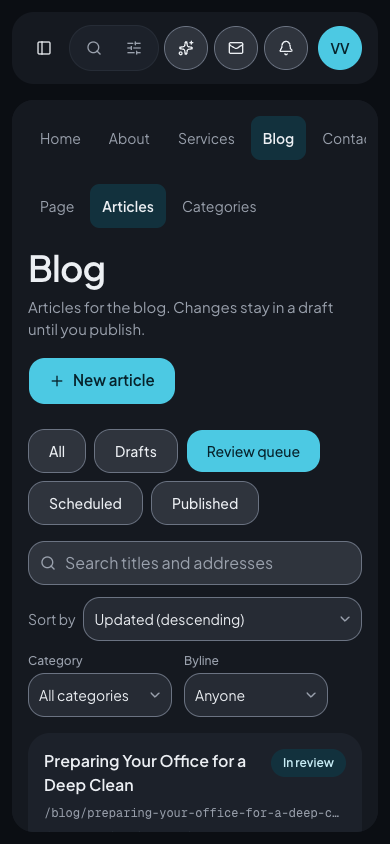 VV
Home About Services Blog Contac
Page Articles Categories
Blog
Articles for the blog. Changes stay in a draft
until you publish.
+ New article
All Drafts Review queue
Scheduled Published
Search titles and addresses
Sort by Updated (descending)
Category Byline
All categories Anyone
Preparing Your Office for a In review
Deep Clean
/blog/preparing-your-office-for-a-deep-c…